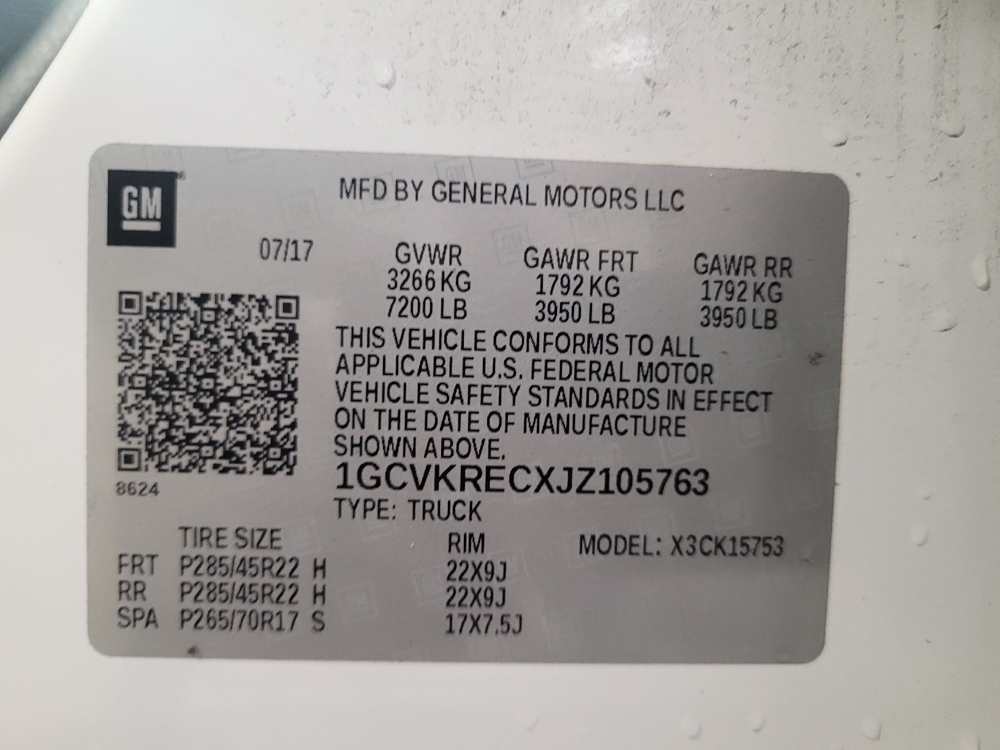 GM
MFD BY GENERAL MOTORS LLC
07/17
GVWR GAWR FRT GAWR RR
3266 KG 1792 KG 1792 KG
7200 LB 3950 LB 3950 LB
THIS VEHICLE CONFORMS TO ALL
APPLICABLE U.S. FEDERAL MOTOR
VEHICLE SAFETY STANDARDS IN EFFECT
ON THE DATE OF MANUFACTURE
SHOWN ABOVE.
1GCVKRECXJZ105763
8624
TYPE: TRUCK
TIRE SIZE RIM MODEL: X3CK15753
FRT P285/45R22 H 22X9J
RR P285/45R22 H 22X9J
SPA P265/70R17 S 17X7.5J